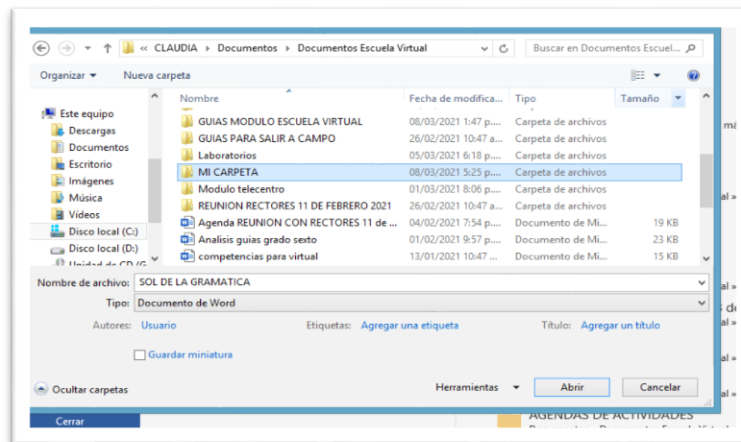 « CLAUDIA ▸ Documentos ▸ Documentos Escuela Virtual
Buscar en Documentos Escuel...
Organizar
Nueva carpeta
Nombre
Fecha de modifica...
Tipo
Tamaño
Este equipo
Descargas
Documentos
Escritorio
Imágenes
Música
Vídeos
Disco local (C:)
Disco local (D:)
Unidad de CD (G
GUIAS MODULO ESCUELA VIRTUAL 08/03/2021 1:47 p.... Carpeta de archivos
GUIAS PARA SALIR A CAMPO 26/02/2021 10:47 a... Carpeta de archivos
Laboratorios 05/03/2021 6:18 p.... Carpeta de archivos
MI CARPETA 08/03/2021 5:25 p.... Carpeta de archivos
Modulo telecentro 01/03/2021 8:06 p.... Carpeta de archivos
REUNION RECTORES 11 DE FEBRERO 2021 26/02/2021 10:47 a... Carpeta de archivos
Agenda REUNION CON RECTORES 11 de ... 04/02/2021 7:54 p.... Documento de Mi... 19 KB
Analisis guias grado sexto 01/02/2021 9:57 p.... Documento de Mi... 23 KB
competencias para virtual 13/01/2021 10:47 ... Documento de Mi... 15 KB
Nombre de archivo: SOL DE LA GRAMATICA
Tipo: Documento de Word
Autores: Usuario
Etiquetas: Agregar una etiqueta
Título: Agregar un título
Guardar miniatura
Ocultar carpetas
Herramientas
Abrir
Cancelar
Cerrar
AGENDAS DE ACTIVIDADES